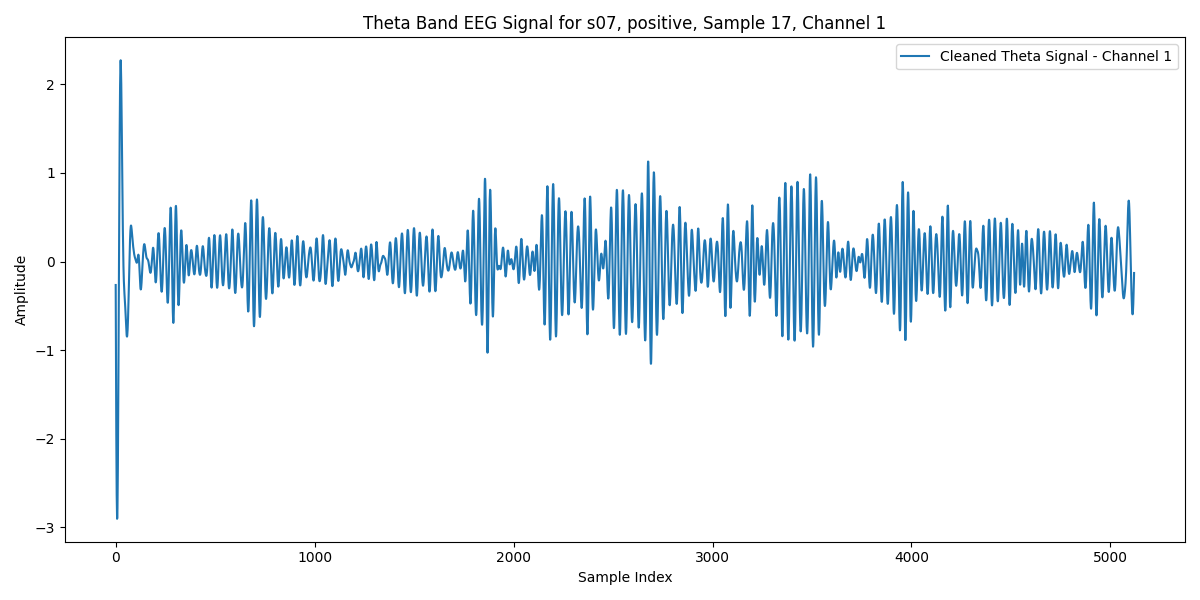 Theta Band EEG Signal for s07, positive, Sample 17, Channel 1
Cleaned Theta Signal - Channel 1
Amplitude
2
1
0
−1
−2
−3
0 1000 2000 3000 4000 5000
Sample Index